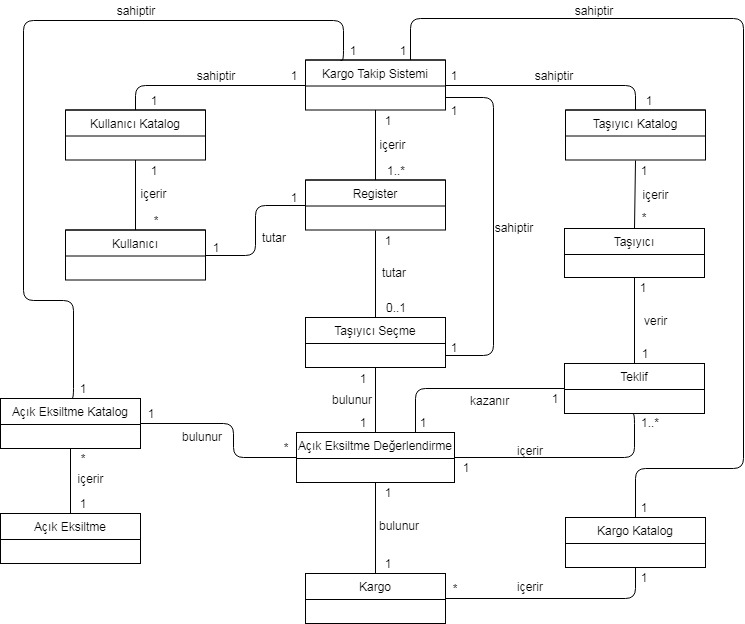 sahiptir
sahiptir
1
1
Kargo Takip Sistemi
sahiptir
1
1
sahiptir
1
1
1
Kullanıcı Katalog
1
Taşıyıcı Katalog
içerir
1
1
içerir
1..*
içerir
1
Register
*
*
Kullanıcı
1
tutar
1
sahiptir
Taşıyıcı
tutar
1
0..1
verir
Taşıyıcı Seçme
1
1
1
Teklif
1
bulunur
kazanır
1
Açık Eksiltme Katalog
1
1
1
1..*
bulunur
*
Açık Eksiltme Değerlendirme
içerir
*
1
içerir
1
1
1
Açık Eksiltme
bulunur
Kargo Katalog
1
1
Kargo
*
içerir